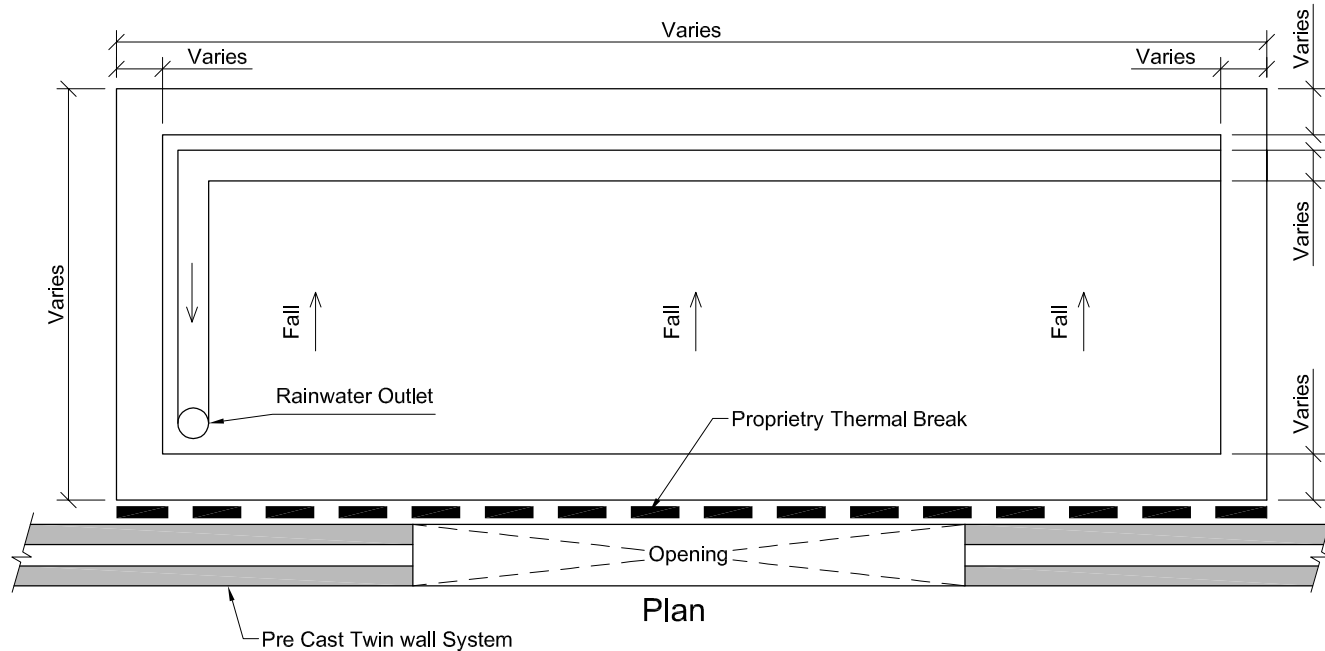 Varies
Varies
Varies
Varies
Varies
Varies
Varies
Fall
Fall
Fall
Rainwater Outlet
Proprietry Thermal Break
Opening
Plan
Pre Cast Twin wall System